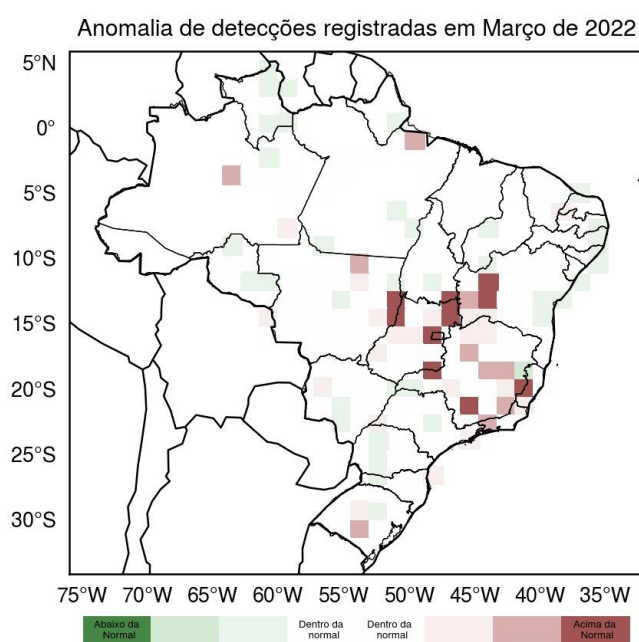 Anomalia de detecções registradas em Março de 2022
5°N
0°
5°S
10°S
15°S
20°S
25°S
30°S
75°W 70°W 65°W 60°W 55°W 50°W 45°W 40°W 35°W
Abaixo da Normal
Dentro da normal
Dentro da normal
Acima da Normal